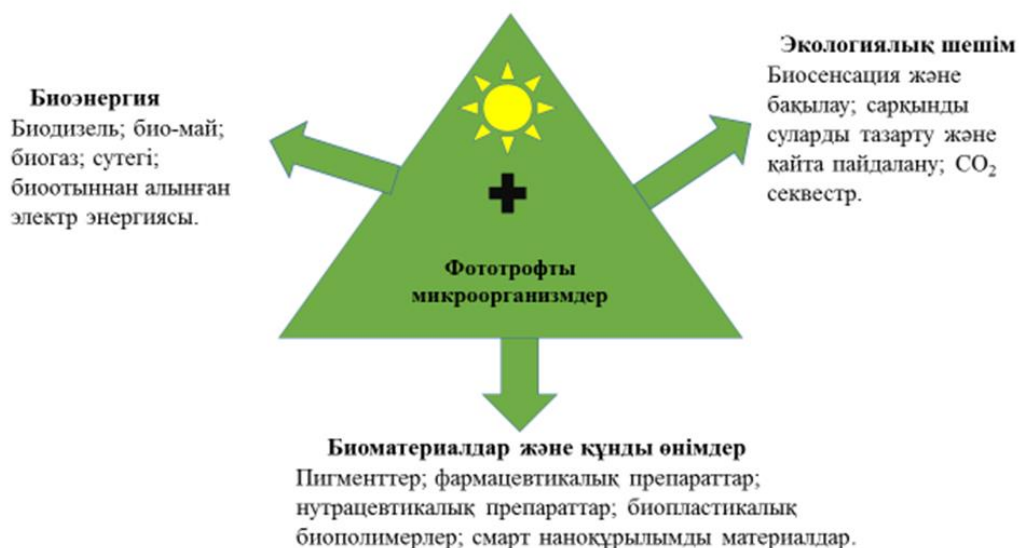 Биоэнергия
Биодизель; био-май;
биогаз; сутегі;
биоотыннан алынған
электр энергиясы.
Экологиялық шешім
Биосенсация және
бақылау; сарқынды
суларды тазарту және
қайта пайдалану; CO₂
секвестр.
Фототрофты
микроорганизмдер
Биоматериалдар және құнды өнімдер
Пигменттер; фармацевтикалық препараттар;
нутрацевтикалық препараттар; биопластикалық
биополимерлер; смарт наноқұрылымды материалдар.